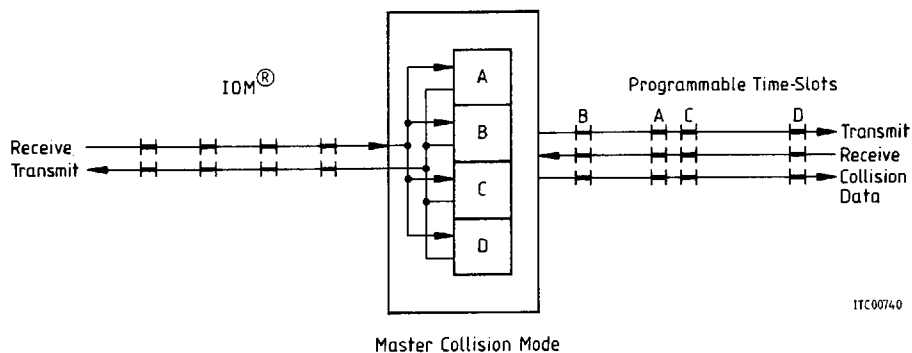 IOM®
Programmable Time-Slots
A
B
C
D
B A C D
Receive
Transmit
Transmit
Receive
Collision
Data
ITC00740
Master Collision Mode